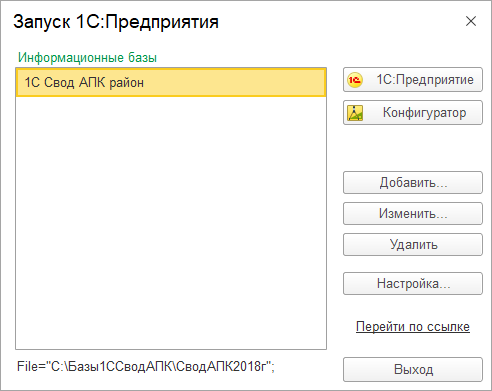 Запуск 1С:Предприятия
Информационные базы
1С Свод АПК район
1С:Предприятие
Конфигуратор
Добавить...
Изменить...
Удалить
Настройка...
Перейти по ссылке
File="C:\Базы1ССводАПК\СводАПК2018г";
Выход